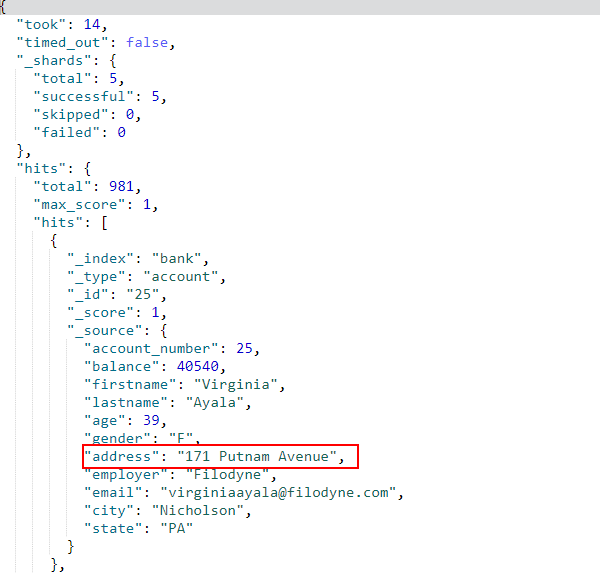 {
"took": 14,
"timed_out": false,
"_shards": {
"total": 5,
"successful": 5,
"skipped": 0,
"failed": 0
},
"hits": {
"total": 981,
"max_score": 1,
"hits": [
{
"_index": "bank",
"_type": "account",
"_id": "25",
"_score": 1,
"_source": {
"account_number": 25,
"balance": 40540,
"firstname": "Virginia",
"lastname": "Ayala",
"age": 39,
"gender": "F",
"address": "171 Putnam Avenue",
"employer": "Filodyne",
"email": "virginiaayala@filodyne.com",
"city": "Nicholson",
"state": "PA"
}
},